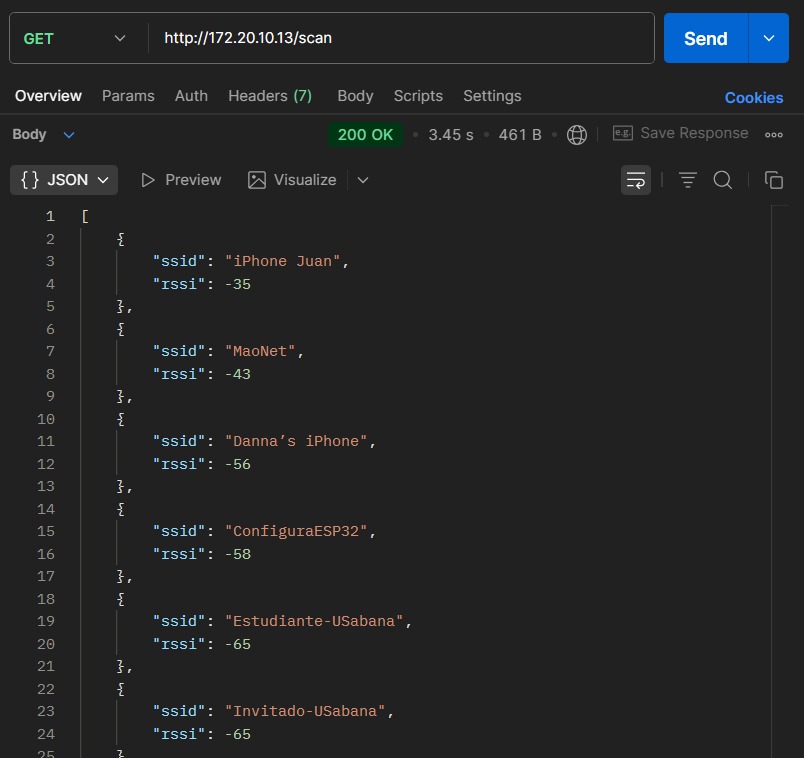 GET http://172.20.10.13/scan Send
Overview Params Auth Headers (7) Body Scripts Settings Cookies
Body 200 OK • 3.45 s • 461 B • e.g. Save Response
{} JSON Preview Visualize
1 [
2 {
3 "ssid": "iPhone Juan",
4 "rssi": -35
5 },
6 {
7 "ssid": "MaoNet",
8 "rssi": -43
9 },
10 {
11 "ssid": "Danna’s iPhone",
12 "rssi": -56
13 },
14 {
15 "ssid": "ConfiguraESP32",
16 "rssi": -58
17 },
18 {
19 "ssid": "Estudiante-USabana",
20 "rssi": -65
21 },
22 {
23 "ssid": "Invitado-USabana",
24 "rssi": -65
25 }